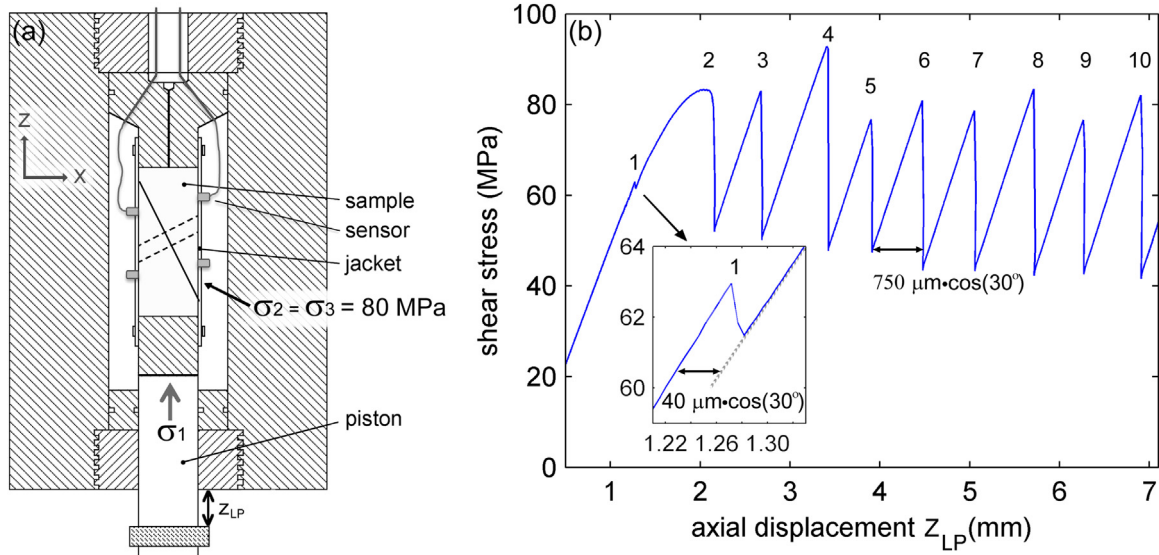 (a)
Z
X
sample
sensor
jacket
σ2 = σ3 = 80 MPa
σ1
piston
zLP
(b)
shear stress (MPa)
100
80
60
40
20
0
1
2
3
4
5
6
7
8
9
10
750 μm•cos(30º)
64
62
60
1
40 μm•cos(30º)
1.22
1.26
1.30
1 2 3 4 5 6 7
axial displacement ZLP(mm)